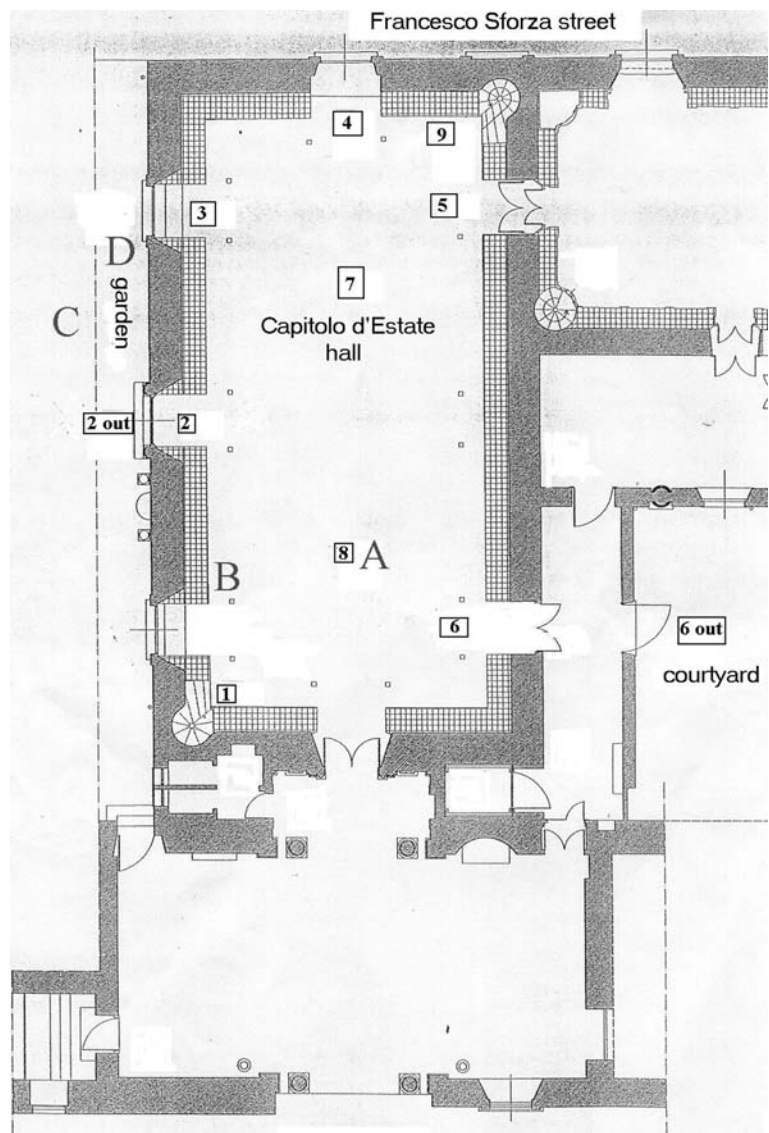 Francesco Sforza street
4
9
3
5
D
garden
C
7
Capitolo d'Estate
hall
2 out
2
8
A
B
6
6 out
courtyard
1